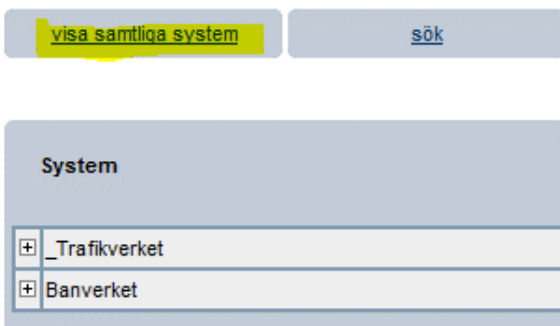 visa samtliga system
sök
System
_Trafikverket
Banverket